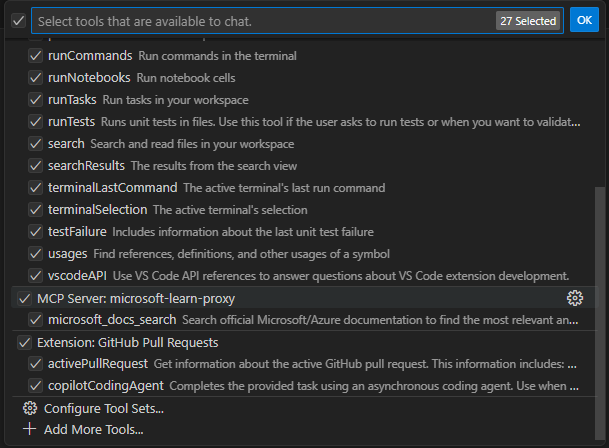 Select tools that are available to chat. 27 Selected OK
runCommands Run commands in the terminal
runNotebooks Run notebook cells
runTasks Run tasks in your workspace
runTests Runs unit tests in files. Use this tool if the user asks to run tests or when you want to validat...
search Search and read files in your workspace
searchResults The results from the search view
terminalLastCommand The active terminal's last run command
terminalSelection The active terminal's selection
testFailure Includes information about the last unit test failure
usages Find references, definitions, and other usages of a symbol
vscodeAPI Use VS Code API references to answer questions about VS Code extension development.
MCP Server: microsoft-learn-proxy
microsoft_docs_search Search official Microsoft/Azure documentation to find the most relevant an...
Extension: GitHub Pull Requests
activePullRequest Get information about the active GitHub pull request. This information includes: ...
copilotCodingAgent Completes the provided task using an asynchronous coding agent. Use when ...
Configure Tool Sets...
Add More Tools...